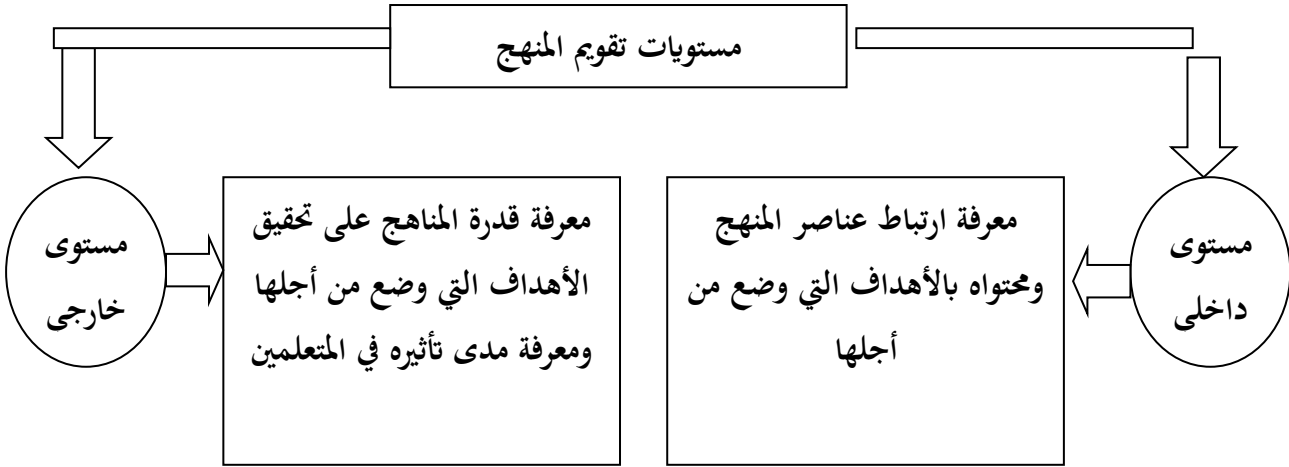 مستويات تقويم المنهج
مستوى
داخلى
معرفة ارتباط عناصر المنهج
ومحتواه بالأهداف التي وضع من
أجلها
معرفة قدرة المناهج على تحقيق
الأهداف التي وضع من أجلها
ومعرفة مدى تأثيره في المتعلمين
مستوى
خارجى